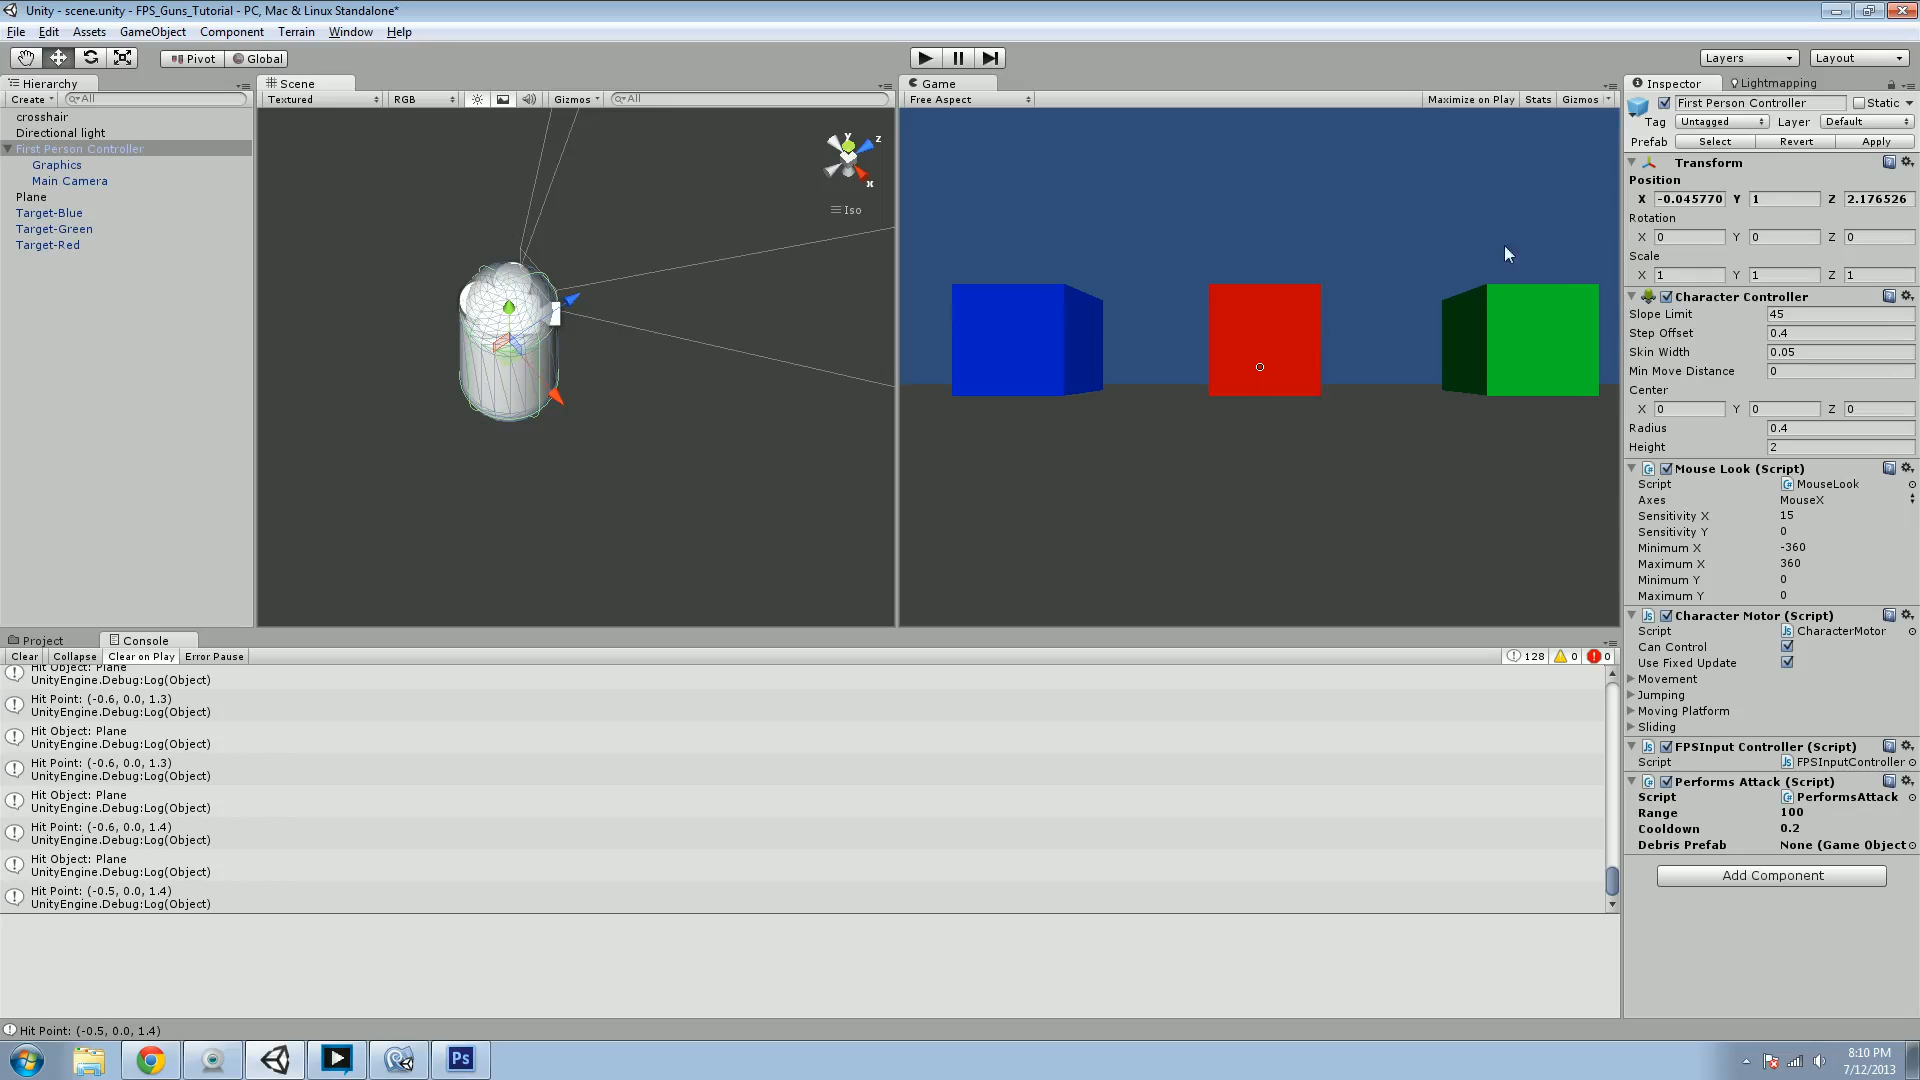 Unity - scene.unity - FPS_Guns_Tutorial - PC, Mac & Linux Standalone*
File Edit Assets GameObject Component Terrain Window Help
Pivot Global
Layers Layout
Hierarchy
Create All
crosshair
Directional light
First Person Controller
Graphics
Main Camera
Plane
Target-Blue
Target-Green
Target-Red
Scene
Textured RGB Gizmos All
y z
x
Iso
Game
Free Aspect Maximize on Play Stats Gizmos
Inspector Lightmapping
First Person Controller Static
Tag Untagged Layer Default
Prefab Select Revert Apply
Transform
Position
X -0.045770 Y 1 Z 2.176526
Rotation
X 0 Y 0 Z 0
Scale
X 1 Y 1 Z 1
Character Controller
Slope Limit 45
Step Offset 0.4
Skin Width 0.05
Min Move Distance 0
Center
X 0 Y 0 Z 0
Radius 0.4
Height 2
Mouse Look (Script)
Script MouseLook
Axes MouseX
Sensitivity X 15
Sensitivity Y 0
Minimum X -360
Maximum X 360
Minimum Y 0
Maximum Y 0
Character Motor (Script)
Script CharacterMotor
Can Control
Use Fixed Update
Movement
Jumping
Moving Platform
Sliding
FPSInput Controller (Script)
Script FPSInputController
Performs Attack (Script)
Script PerformsAttack
Range 100
Cooldown 0.2
Debris Prefab None (Game Object
Add Component
Project Console
Clear Collapse Clear on Play Error Pause 128 0 0
Hit Object: Plane
UnityEngine.Debug:Log(Object)
Hit Point: (-0.6, 0.0, 1.3)
UnityEngine.Debug:Log(Object)
Hit Object: Plane
UnityEngine.Debug:Log(Object)
Hit Point: (-0.6, 0.0, 1.3)
UnityEngine.Debug:Log(Object)
Hit Object: Plane
UnityEngine.Debug:Log(Object)
Hit Point: (-0.6, 0.0, 1.4)
UnityEngine.Debug:Log(Object)
Hit Object: Plane
UnityEngine.Debug:Log(Object)
Hit Point: (-0.5, 0.0, 1.4)
UnityEngine.Debug:Log(Object)
Hit Point: (-0.5, 0.0, 1.4)
Ps
8:10 PM
7/12/2013